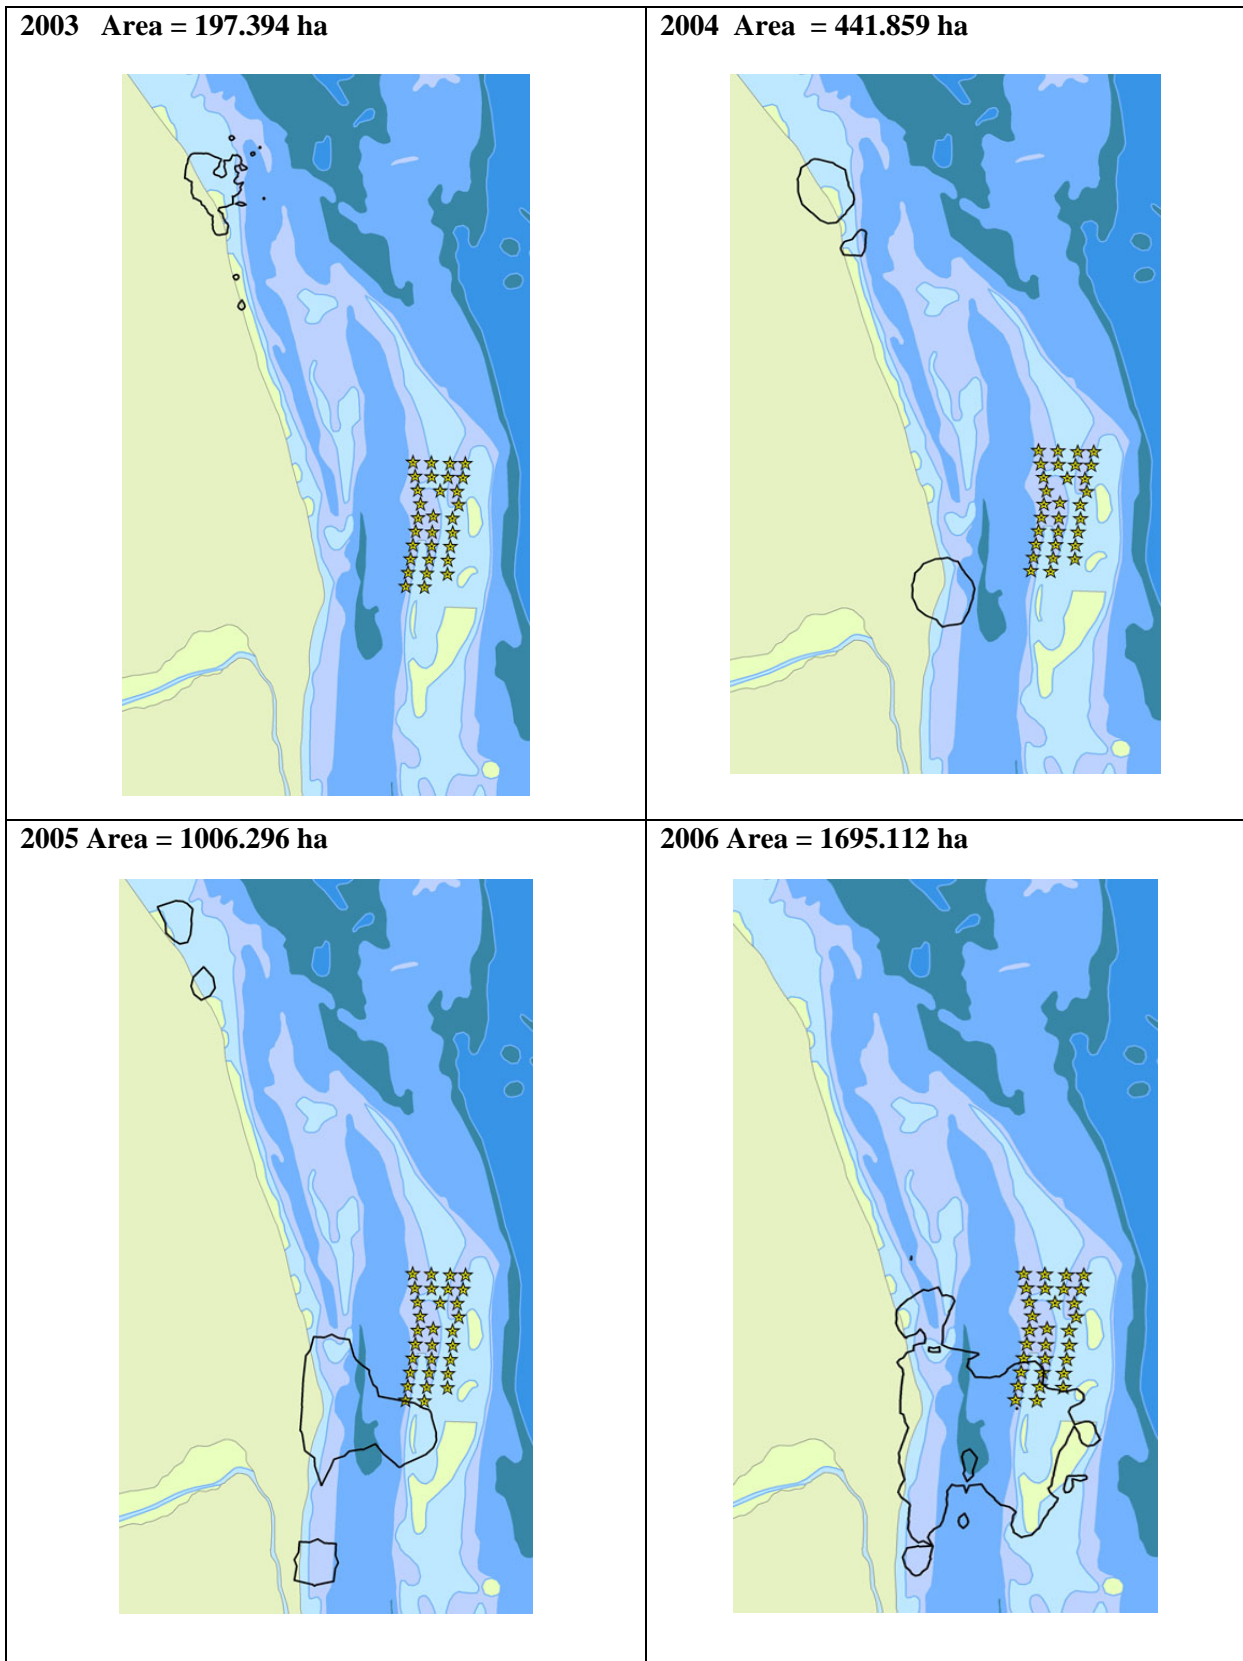 2003 Area = 197.394 ha
2004 Area = 441.859 ha
2005 Area = 1006.296 ha
2006 Area = 1695.112 ha